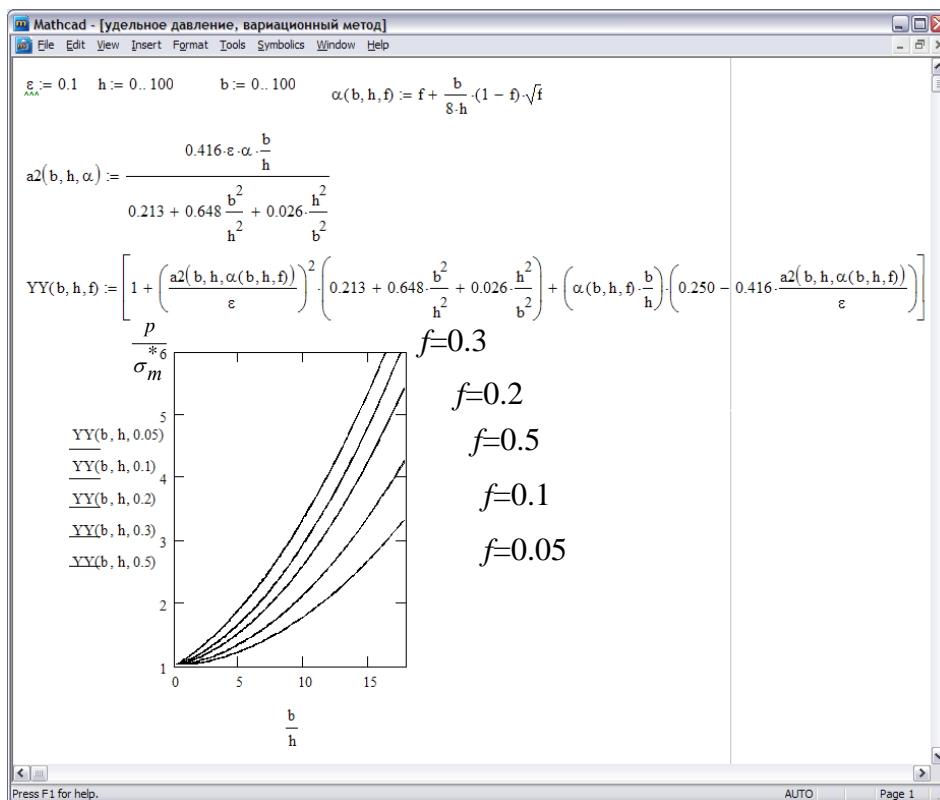 Mathcad - [удельное давление, вариационный метод]
File Edit View Insert Format Tools Symbolics Window Help
ε := 0.1 h := 0.. 100 b := 0.. 100 α(b, h, f) := f + b/(8·h)·(1 − f)·√f
a2(b, h, α) := (0.416·ε·α·b/h)/(0.213 + 0.648 b²/h² + 0.026·h²/b²)
YY(b, h, f) := [1 + (a2(b, h, α(b, h, f))/ε)²·(0.213 + 0.648·b²/h² + 0.026·h²/b²) + (α(b, h, f)·b/h)·(0.250 − 0.416·a2(b, h, α(b, h, f))/ε)]
p/σ*m
6
f=0.3
f=0.2
5
YY(b, h, 0.05)
f=0.5
YY(b, h, 0.1)
4
YY(b, h, 0.2)
f=0.1
YY(b, h, 0.3)
3
f=0.05
YY(b, h, 0.5)
2
1
0 5 10 15
b/h
Press F1 for help. AUTO Page 1